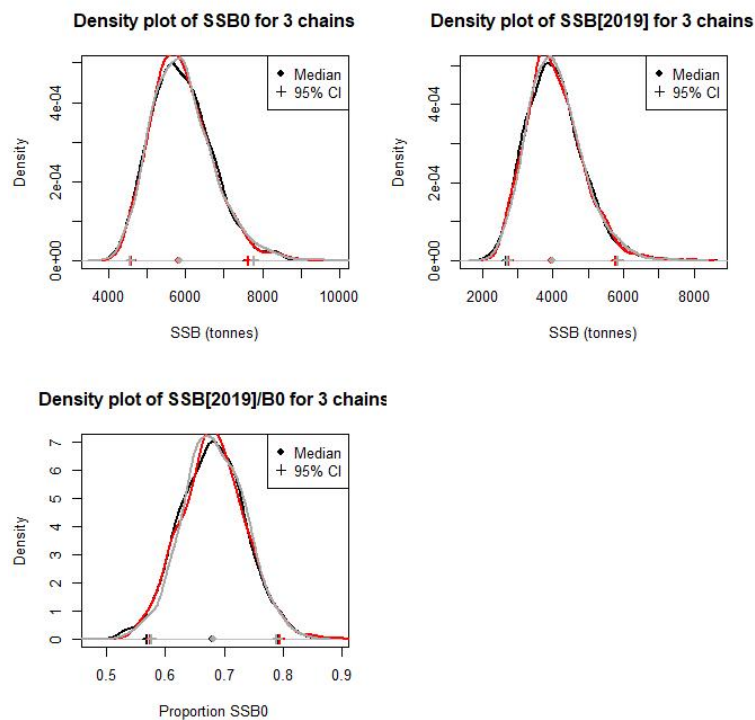 Density plot of SSB0 for 3 chains
Density
0e+00
2e-04
4e-04
Median
95% CI
4000
6000
8000
10000
SSB (tonnes)
Density plot of SSB[2019] for 3 chains
Density
0e+00
2e-04
4e-04
Median
95% CI
2000
4000
6000
8000
SSB (tonnes)
Density plot of SSB[2019]/B0 for 3 chains
Density
0
1
2
3
4
5
6
7
Median
95% CI
0.5
0.6
0.7
0.8
0.9
Proportion SSB0